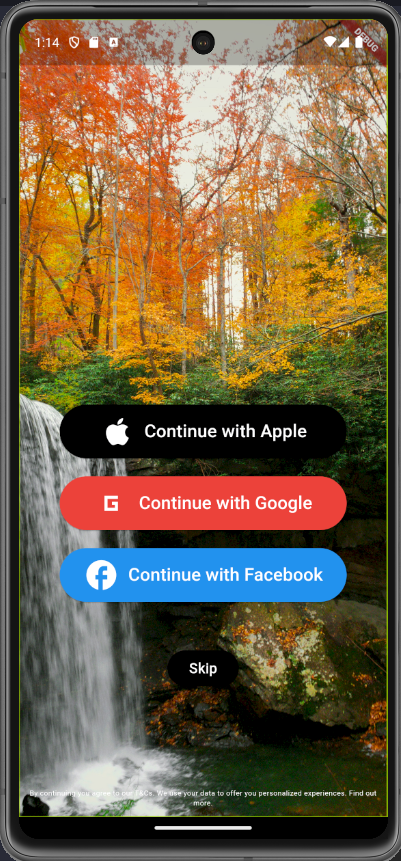 1:14
DEBUG
Continue with Apple
Continue with Google
Continue with Facebook
Skip
By continuing you agree to our T&Cs. We use your data to offer you personalized experiences. Find out
more.